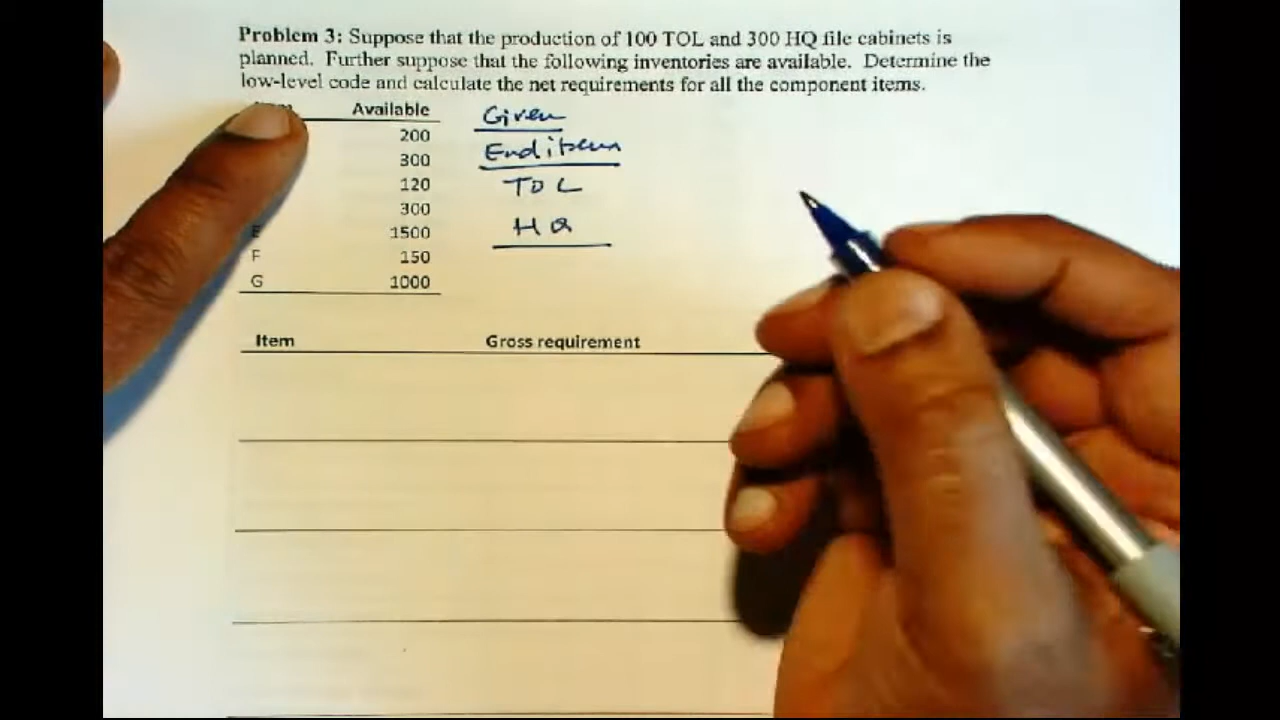 Problem 3: Suppose that the production of 100 TOL and 300 HQ file cabinets is
planned. Further suppose that the following inventories are available. Determine the
low-level code and calculate the net requirements for all the component items.
Available
Given
200
End item
300
120
TOL
300
HQ
E 1500
F 150
G 1000
Item Gross requirement